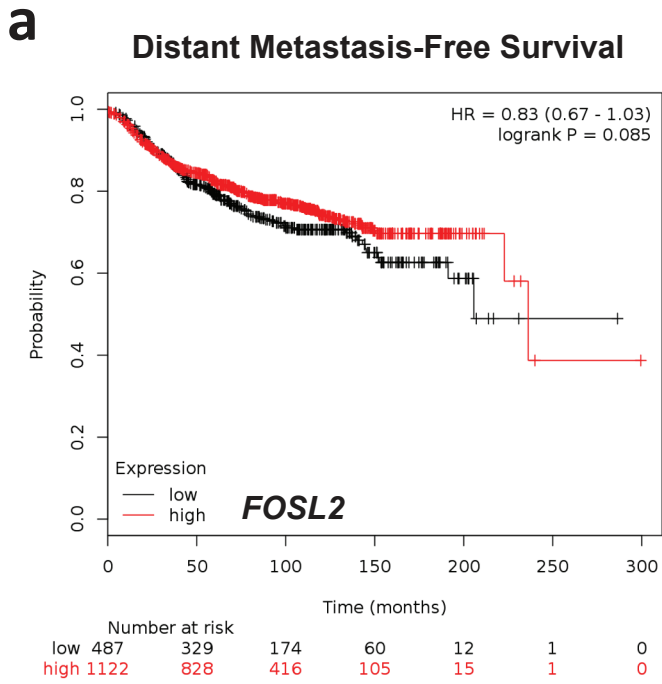 a
Distant Metastasis-Free Survival
HR = 0.83 (0.67 - 1.03)
logrank P = 0.085
Probability
1.0
0.8
0.6
0.4
0.2
0.0
Expression
low
high
FOSL2
0 50 100 150 200 250 300
Time (months)
Number at risk
low 487 329 174 60 12 1 0
high 1122 828 416 105 15 1 0